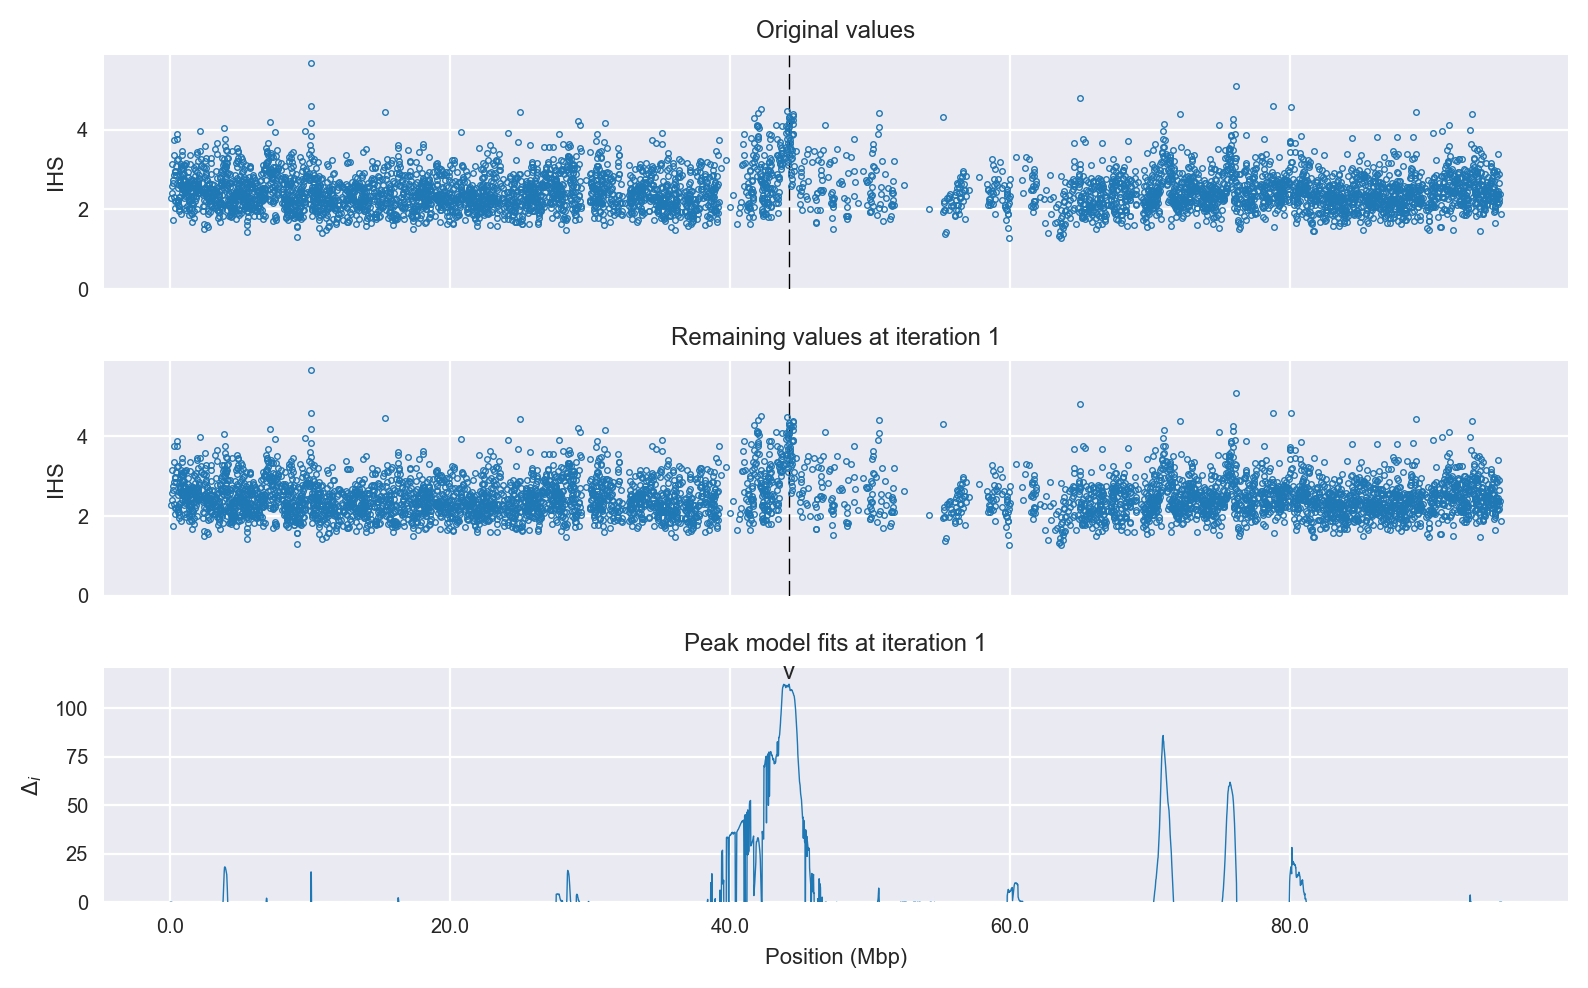 Original values
4
2
0
IHS
Remaining values at iteration 1
4
2
0
IHS
Peak model fits at iteration 1
v
100
75
50
25
0
Δi
0.0 20.0 40.0 60.0 80.0
Position (Mbp)